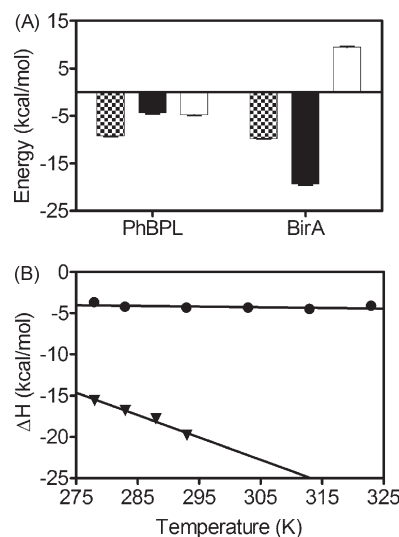 (A)
15
5
-5
-15
-25
Energy (kcal/mol)
PhBPL BirA
(B)
0
-5
-10
-15
-20
-25
ΔH (kcal/mol)
275 285 295 305 315 325
Temperature (K)